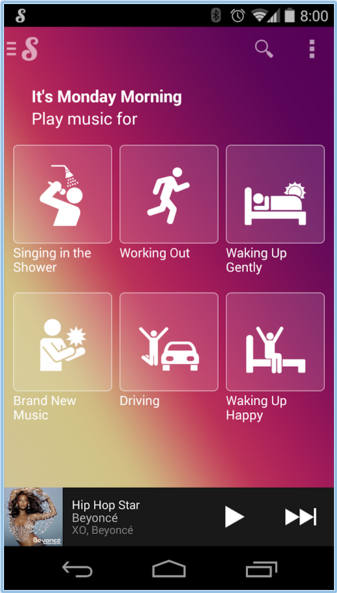 S
8:00
S
It's Monday Morning
Play music for
Singing in the
Shower
Working Out
Waking Up
Gently
Brand New
Music
Driving
Waking Up
Happy
Hip Hop Star
Beyoncé
XO, Beyoncé
Beyoncé